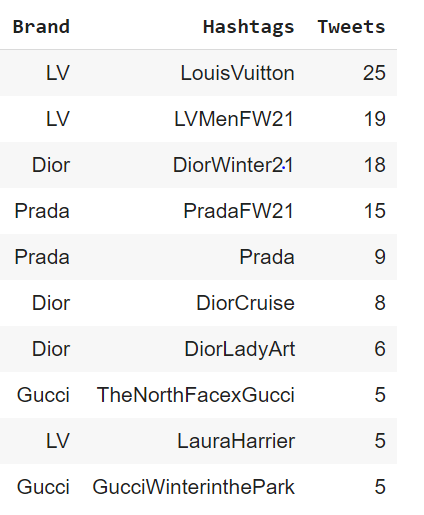 Brand Hashtags Tweets
LV LouisVuitton 25
LV LVMenFW21 19
Dior DiorWinter21 18
Prada PradaFW21 15
Prada Prada 9
Dior DiorCruise 8
Dior DiorLadyArt 6
Gucci TheNorthFacexGucci 5
LV LauraHarrier 5
Gucci GucciWinterinthePark 5